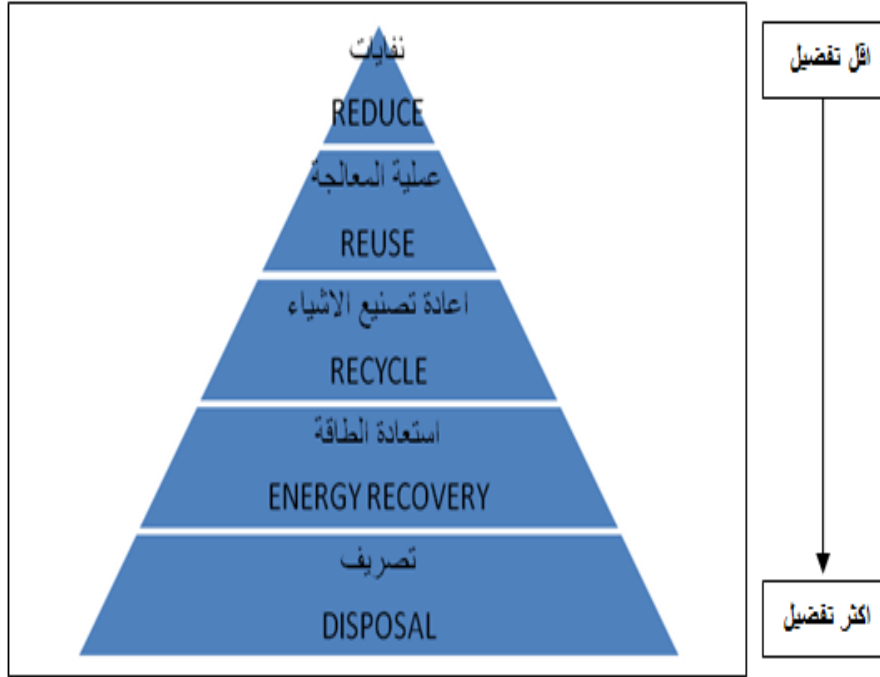 نفايات
REDUCE
عملية المعالجة
REUSE
اعادة تصنيع الاشياء
RECYCLE
استعادة الطاقة
ENERGY RECOVERY
تصريف
DISPOSAL
اقل تفضيل
اكثر تفضيل